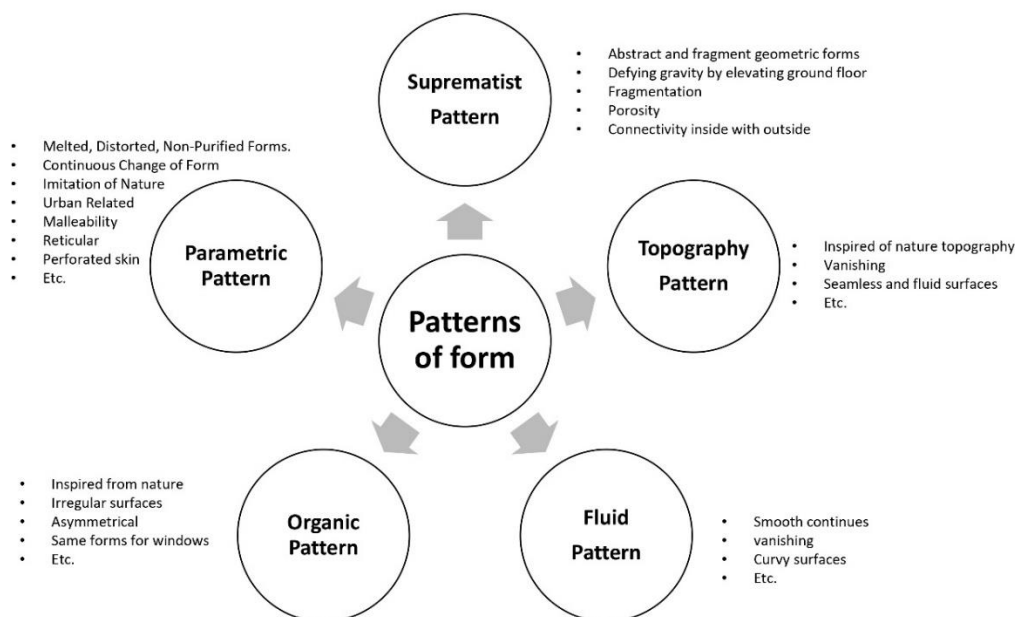 Suprematist
Pattern
• Abstract and fragment geometric forms
• Defying gravity by elevating ground floor
• Fragmentation
• Porosity
• Connectivity inside with outside
• Melted, Distorted, Non-Purified Forms.
• Continuous Change of Form
• Imitation of Nature
• Urban Related
• Malleability
• Reticular
• Perforated skin
• Etc.
Parametric
Pattern
Topography
Pattern
• Inspired of nature topography
• Vanishing
• Seamless and fluid surfaces
• Etc.
Patterns
of form
• Inspired from nature
• Irregular surfaces
• Asymmetrical
• Same forms for windows
• Etc.
Organic
Pattern
Fluid
Pattern
• Smooth continues
• vanishing
• Curvy surfaces
• Etc.